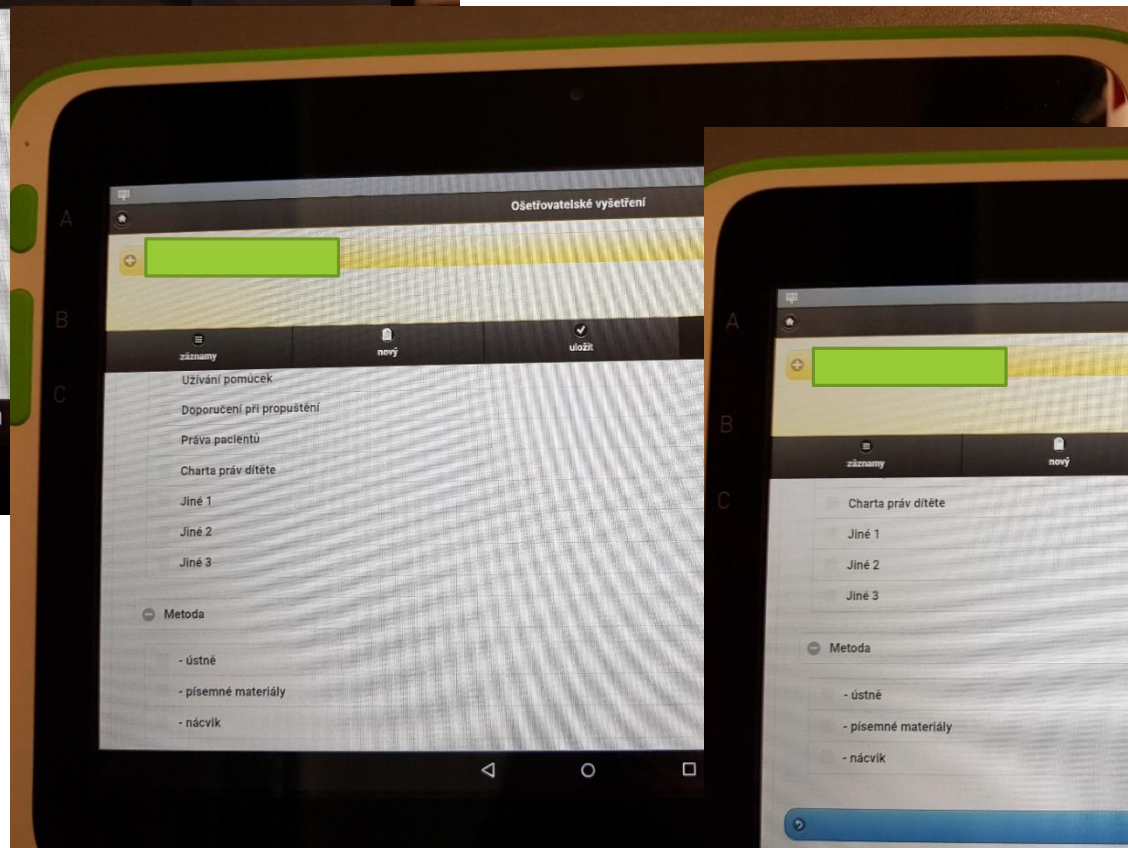 A
B
C
Ošetřovatelské vyšetření
záznamy
nový
uložit
Užívání pomůcek
Doporučení při propuštění
Práva pacientů
Charta práv dítěte
Jiné 1
Jiné 2
Jiné 3
Metoda
- ústně
- písemné materiály
- nácvik
A
B
C
záznamy
nový
Charta práv dítěte
Jiné 1
Jiné 2
Jiné 3
Metoda
- ústně
- písemné materiály
- nácvik